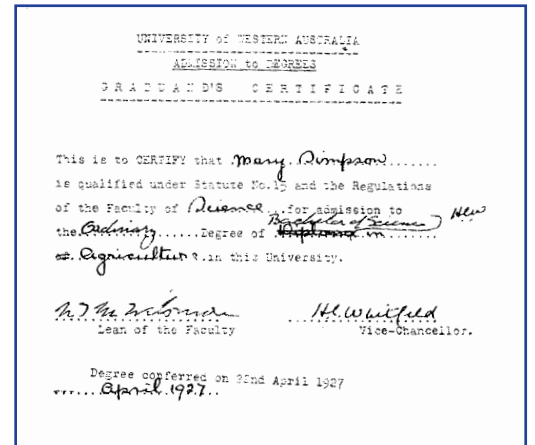 UNIVERSITY of WESTERN AUSTRALIA
ADMISSION to DEGREES
GRADUAND'S CERTIFICATE
This is to CERTIFY that Mary Simpson
is qualified under Statute No.15 and the Regulations
of the Faculty of Science for admission to
Bachelor of Science HEW
the Ordinary Degree of Diploma in
Agriculture in this University.
H.E. Whitfeld
Lean of the Faculty Vice-Chancellor.
Degree conferred on 22nd April 1927
April 1927